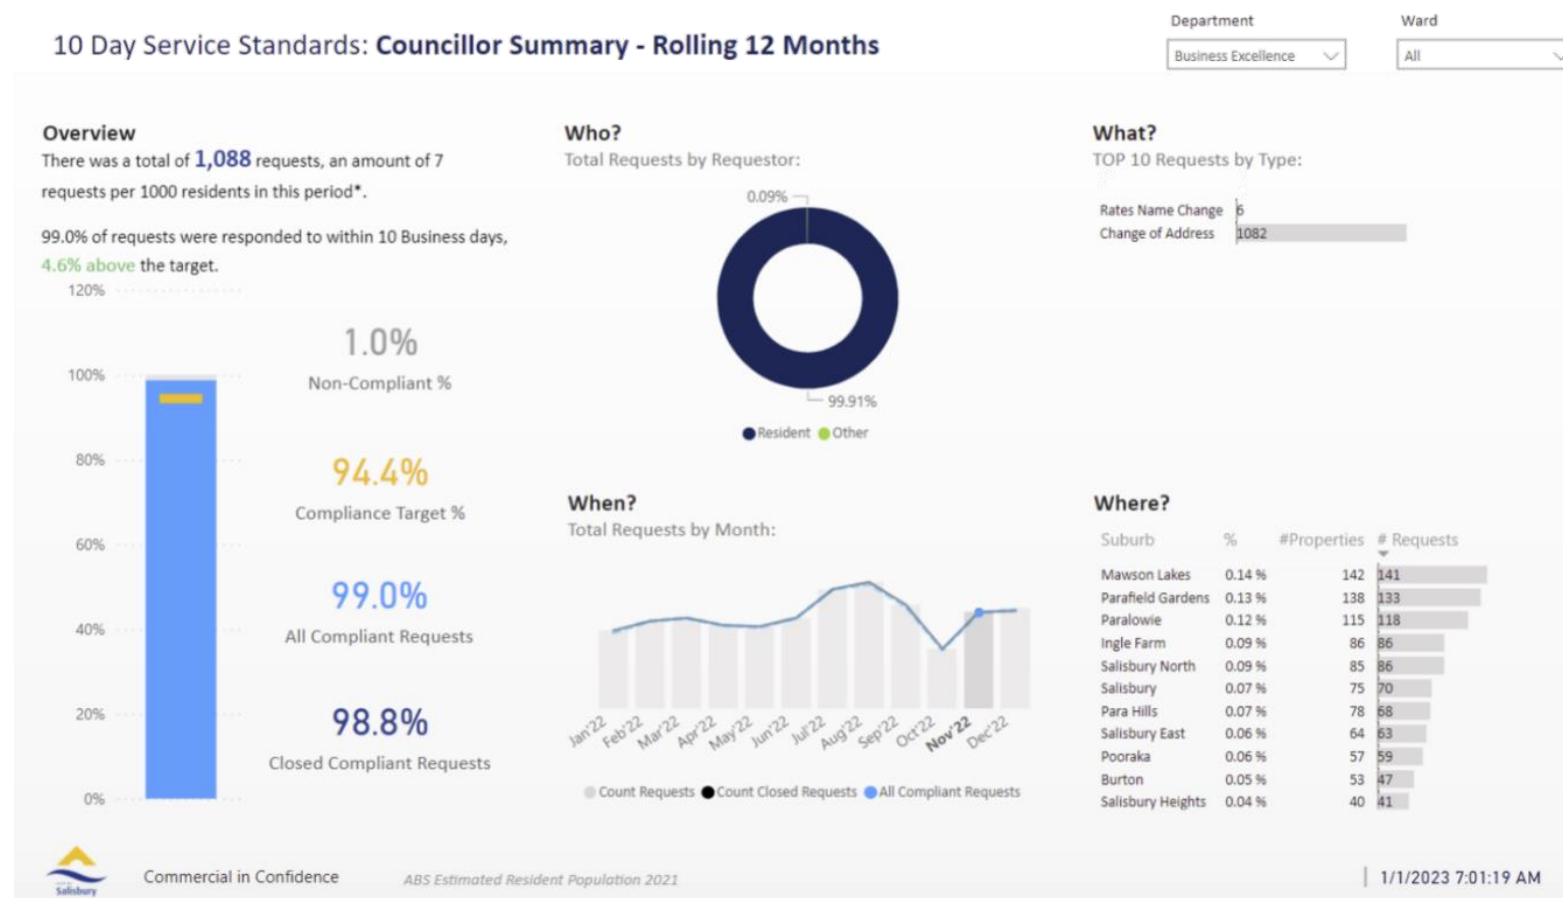 10 Day Service Standards: Councillor Summary - Rolling 12 Months
Department
Business Excellence
Ward
All
Overview
There was a total of 1,088 requests, an amount of 7
requests per 1000 residents in this period*.
99.0% of requests were responded to within 10 Business days,
4.6% above the target.
120%
100%
80%
60%
40%
20%
0%
1.0%
Non-Compliant %
94.4%
Compliance Target %
99.0%
All Compliant Requests
98.8%
Closed Compliant Requests
Who?
Total Requests by Requestor:
0.09%
99.91%
Resident Other
When?
Total Requests by Month:
Jan'22 Feb'22 Mar'22 Apr'22 May'22 Jun'22 Jul'22 Aug'22 Sep'22 Oct'22 Nov'22 Dec'22
Count Requests Count Closed Requests All Compliant Requests
What?
TOP 10 Requests by Type:
Rates Name Change 6
Change of Address 1082
Where?
Suburb % #Properties # Requests
Mawson Lakes 0.14 % 142 141
Parafield Gardens 0.13 % 138 133
Paralowie 0.12 % 115 118
Ingle Farm 0.09 % 86 86
Salisbury North 0.09 % 85 86
Salisbury 0.07 % 75 70
Para Hills 0.07 % 78 68
Salisbury East 0.06 % 64 63
Pooraka 0.06 % 57 59
Burton 0.05 % 53 47
Salisbury Heights 0.04 % 40 41
Salisbury
Commercial in Confidence
ABS Estimated Resident Population 2021
1/1/2023 7:01:19 AM